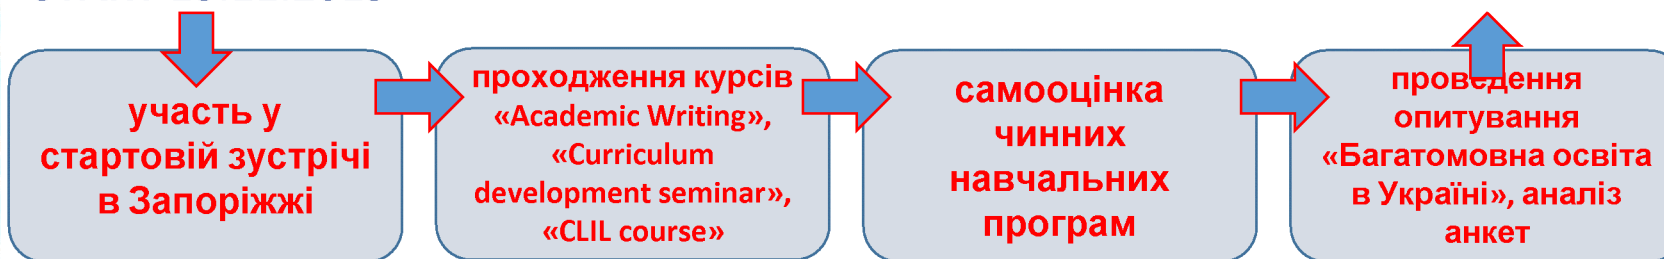 участь у
стартовій зустрічі
в Запоріжжі
проходження курсів
«Academic Writing»,
«Curriculum
development seminar»,
«CLIL course»
самооцінка
чинних
навчальних
програм
проведення
опитування
«Багатомовна освіта
в Україні», аналіз
анкет